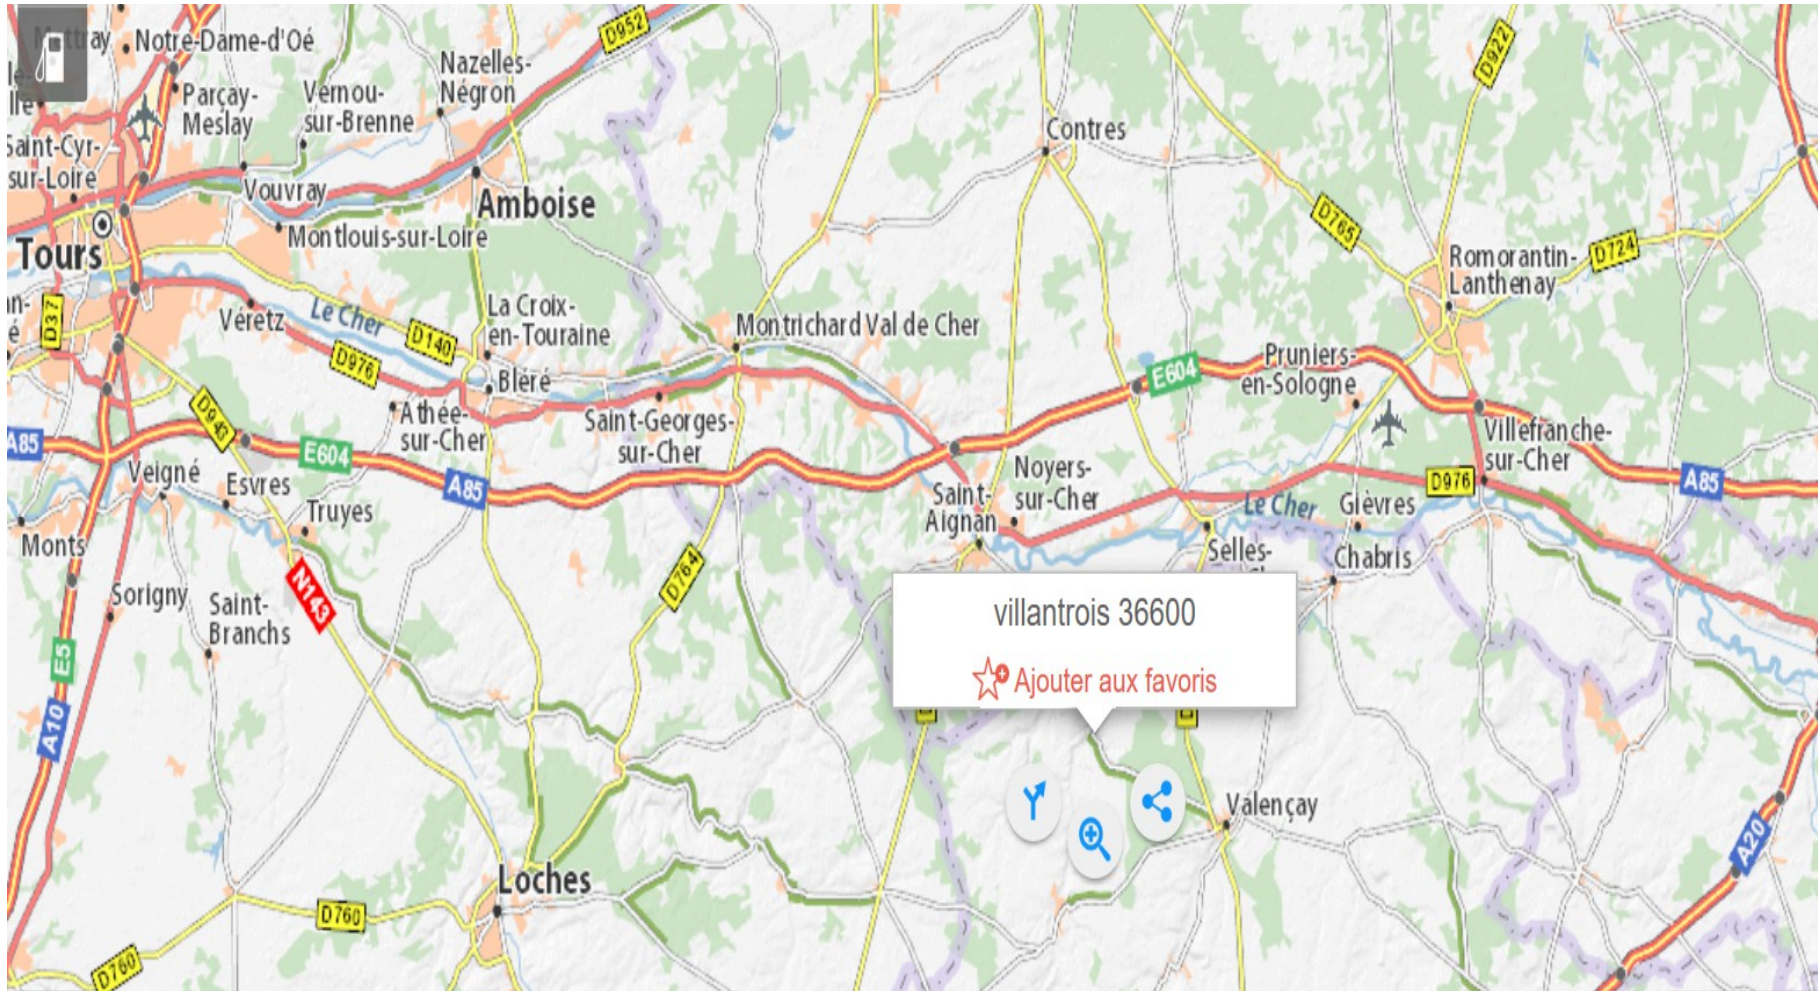 Notre-Dame-d'Oé
D952
D922
Nazelles-
Négron
Parçay-
Meslay
Vernou-
sur-Brenne
Contres
Saint-Cyr-
sur-Loire
Vouvray
Amboise
D765
Montlouis-sur-Loire
Tours
Romorantin-
Lanthenay
D724
D37
Véretz
Le Cher
D140
La Croix-
en-Touraine
Montrichard Val de Cher
D976
Bléré
E604
Pruniers-
en-Sologne
D943
Athée-
sur-Cher
Saint-Georges-
sur-Cher
Villefranche-
sur-Cher
A85
E604
A85
Veigné
Esvres
Truyes
Noyers-
sur-Cher
Saint-
Aignan
D976
A85
Le Cher
Gièvres
Monts
Selles-
Chabris
N143
D764
Sorigny
Saint-
Branchs
villantrois 36600
Ajouter aux favoris
E5
A10
Valençay
A20
Loches
D760
D760